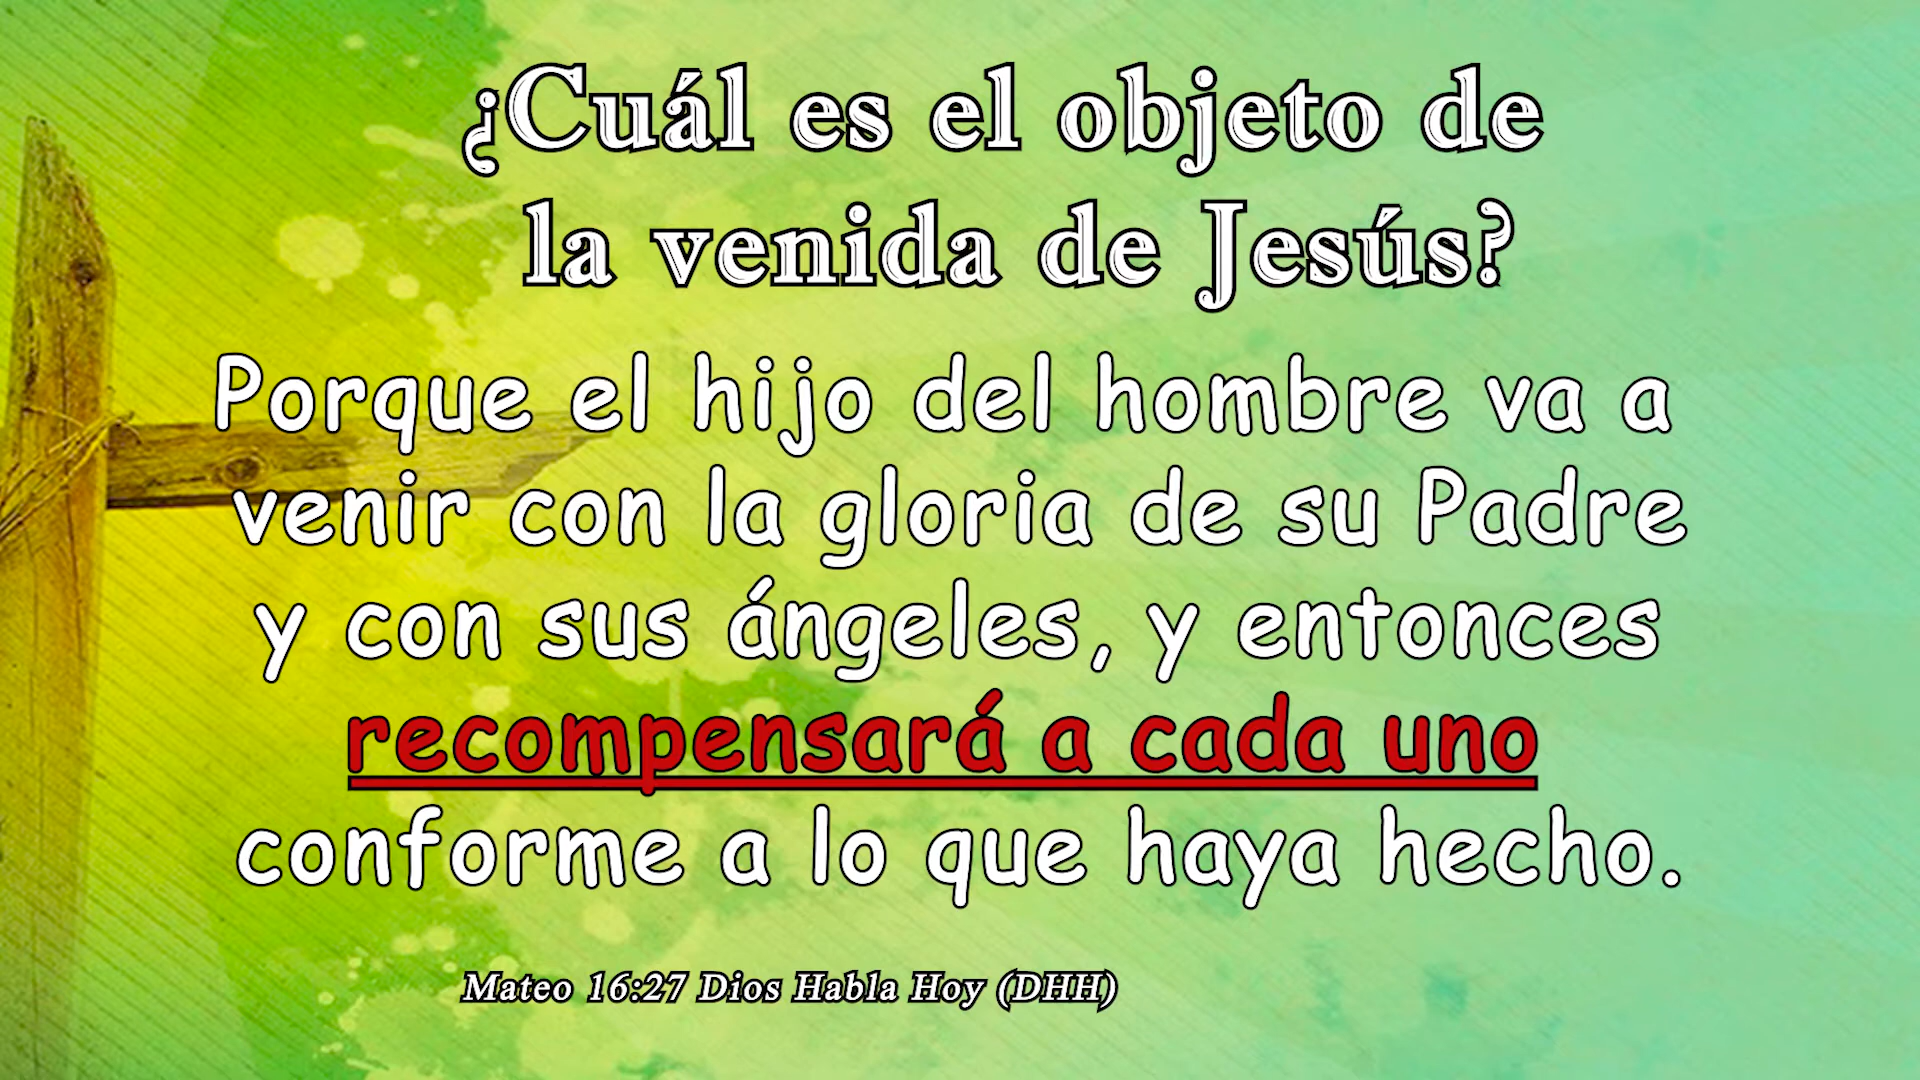 ¿Cuál es el objeto de
la venida de Jesús?
Porque el hijo del hombre va a
venir con la gloria de su Padre
y con sus ángeles, y entonces
recompensará a cada uno
conforme a lo que haya hecho.
Mateo 16:27 Dios Habla Hoy (DHH)